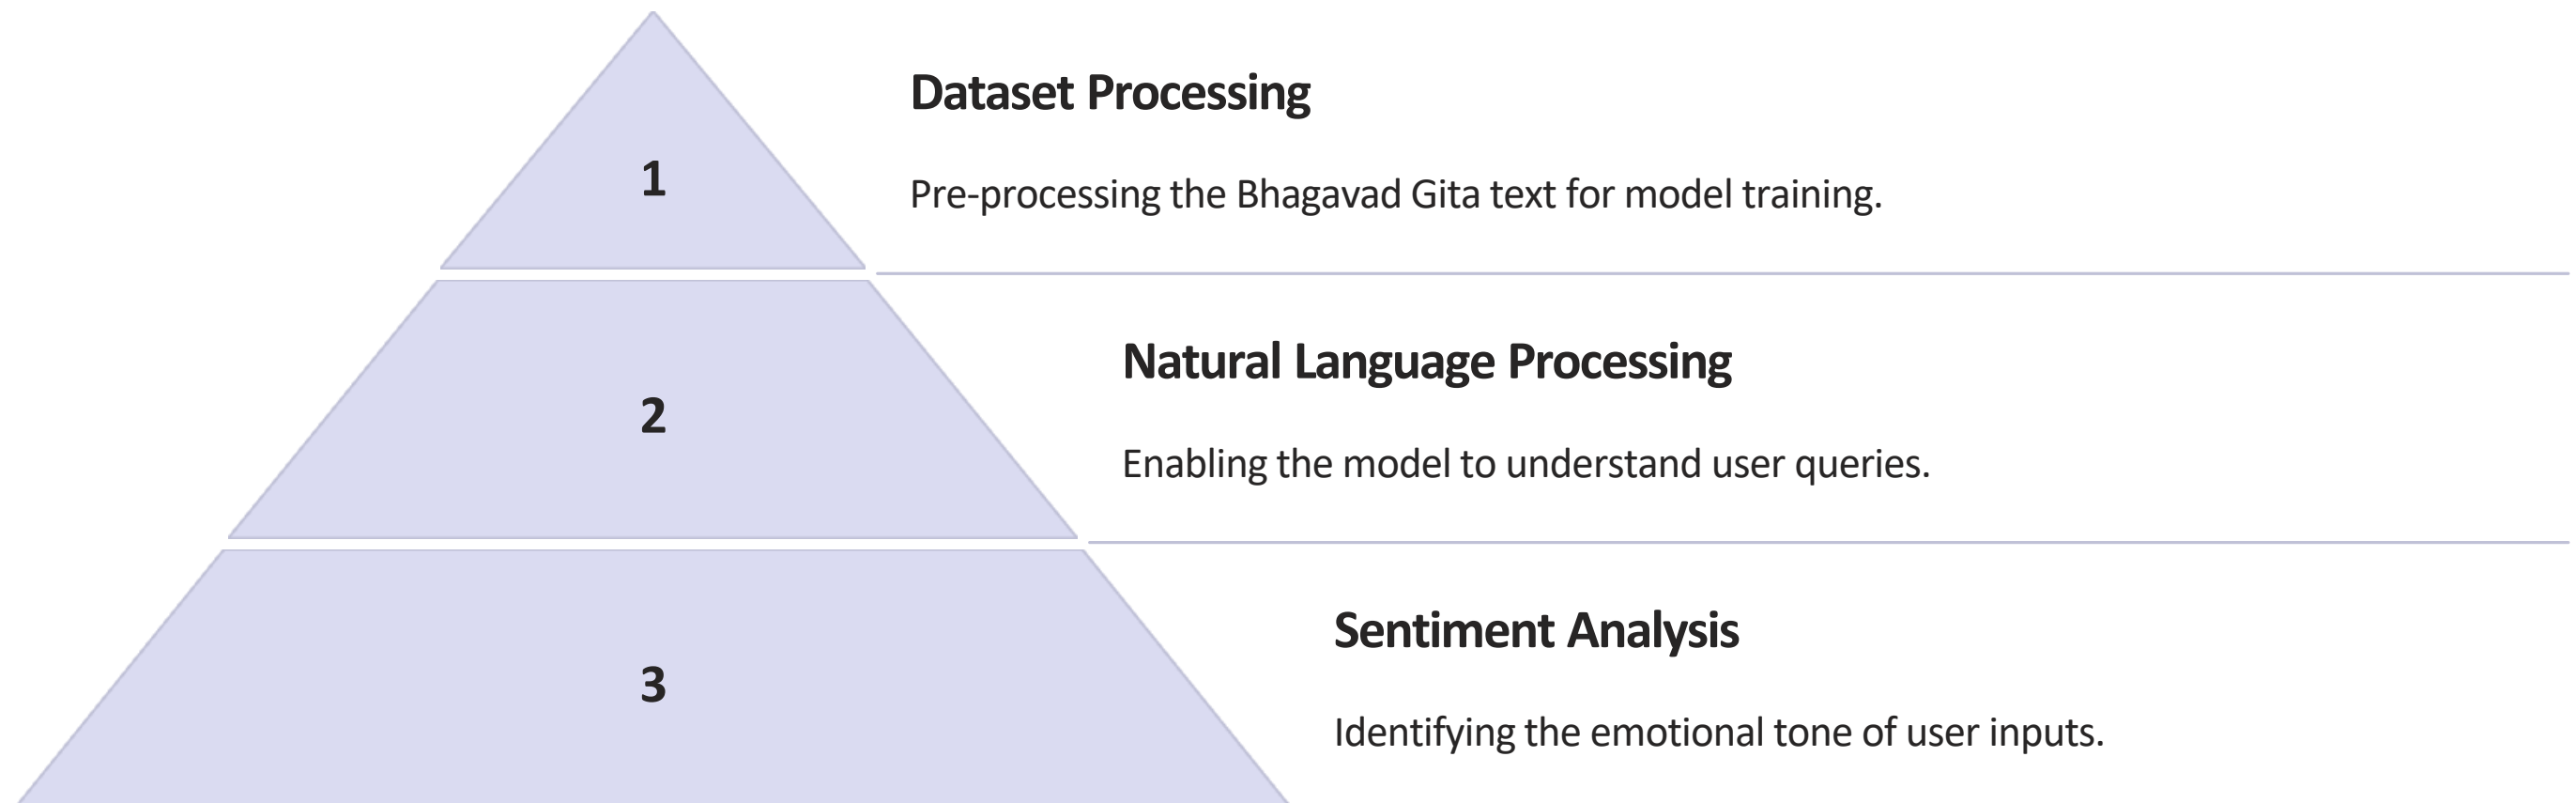 1
Dataset Processing
Pre-processing the Bhagavad Gita text for model training.
2
Natural Language Processing
Enabling the model to understand user queries.
3
Sentiment Analysis
Identifying the emotional tone of user inputs.